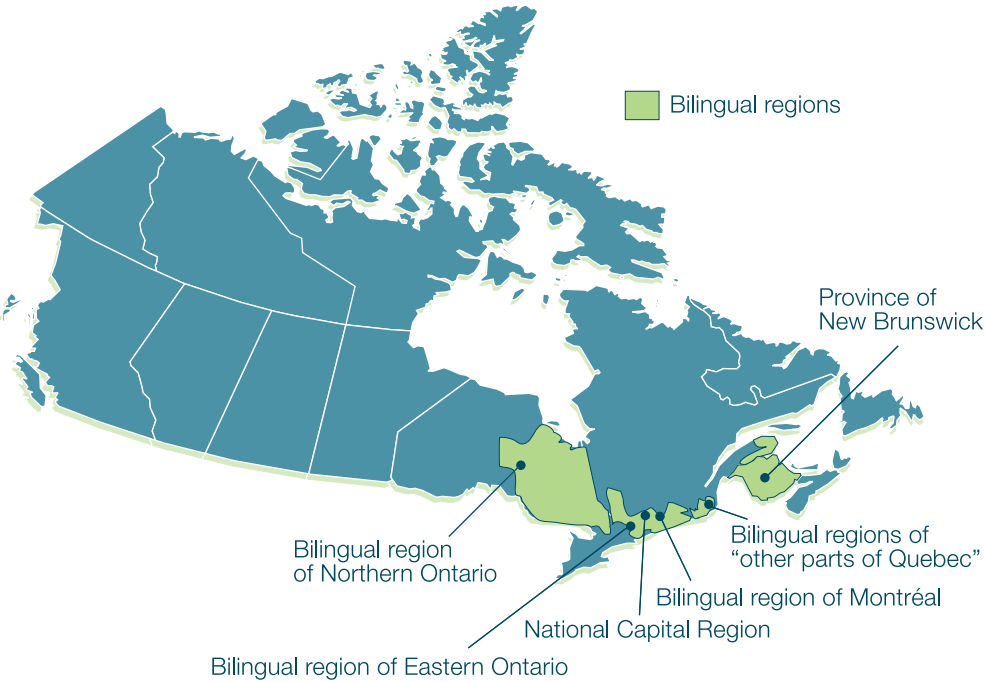 Bilingual regions
Province of
New Brunswick
Bilingual region
of Northern Ontario
Bilingual regions of
“other parts of Quebec”
Bilingual region of Montréal
National Capital Region
Bilingual region of Eastern Ontario